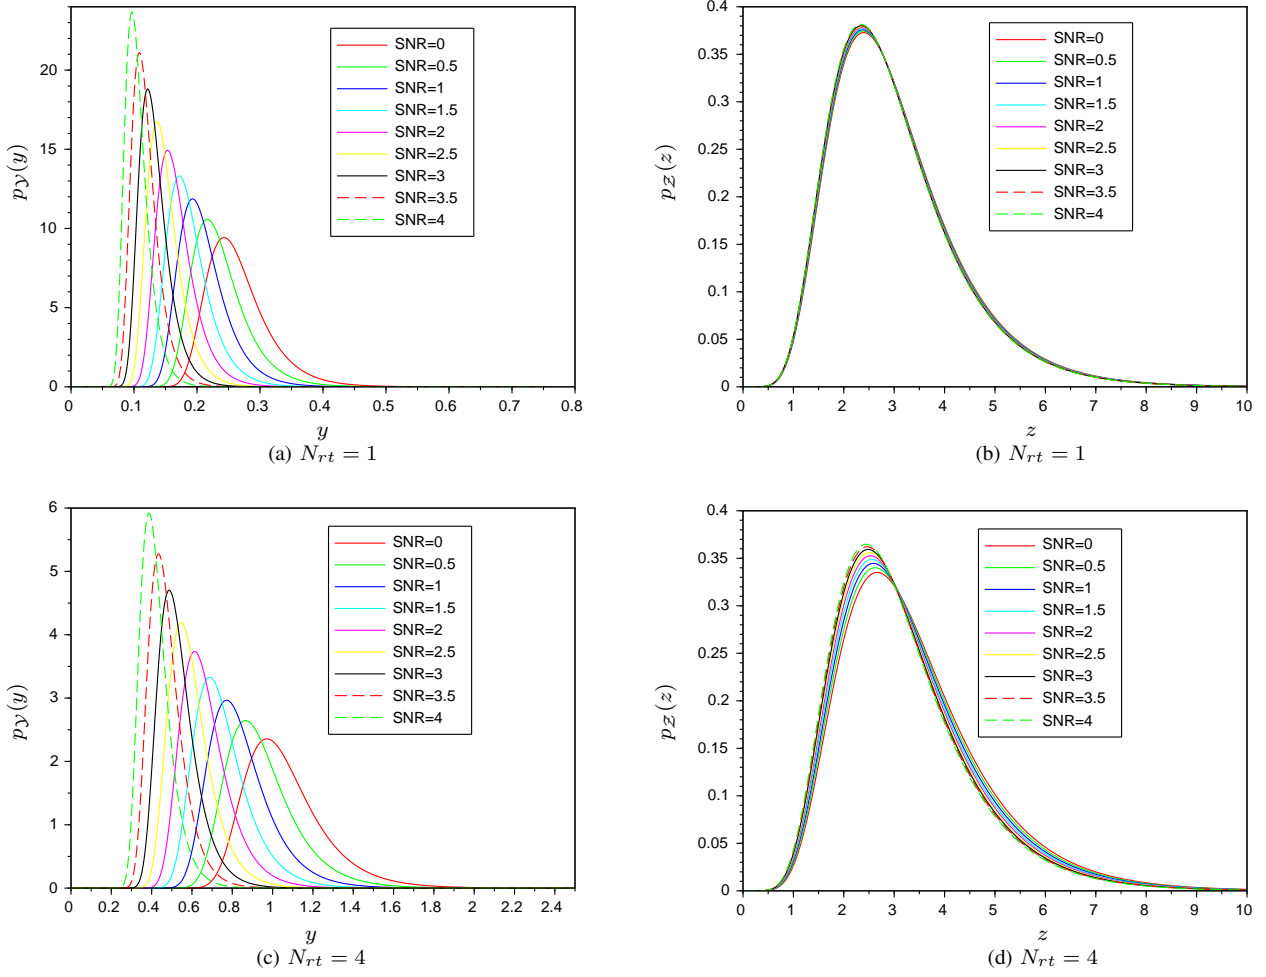 20
15
10
5
0
p_Y(y)
SNR=0
SNR=0.5
SNR=1
SNR=1.5
SNR=2
SNR=2.5
SNR=3
SNR=3.5
SNR=4
0 0.1 0.2 0.3 0.4 0.5 0.6 0.7 0.8
y
(a) N_{rt} = 1
0.4
0.35
0.3
0.25
0.2
0.15
0.1
0.05
0
p_Z(z)
SNR=0
SNR=0.5
SNR=1
SNR=1.5
SNR=2
SNR=2.5
SNR=3
SNR=3.5
SNR=4
0 1 2 3 4 5 6 7 8 9 10
z
(b) N_{rt} = 1
6
5
4
3
2
1
0
p_Y(y)
SNR=0
SNR=0.5
SNR=1
SNR=1.5
SNR=2
SNR=2.5
SNR=3
SNR=3.5
SNR=4
0 0.2 0.4 0.6 0.8 1 1.2 1.4 1.6 1.8 2 2.2 2.4
y
(c) N_{rt} = 4
0.4
0.35
0.3
0.25
0.2
0.15
0.1
0.05
0
p_Z(z)
SNR=0
SNR=0.5
SNR=1
SNR=1.5
SNR=2
SNR=2.5
SNR=3
SNR=3.5
SNR=4
0 1 2 3 4 5 6 7 8 9 10
z
(d) N_{rt} = 4